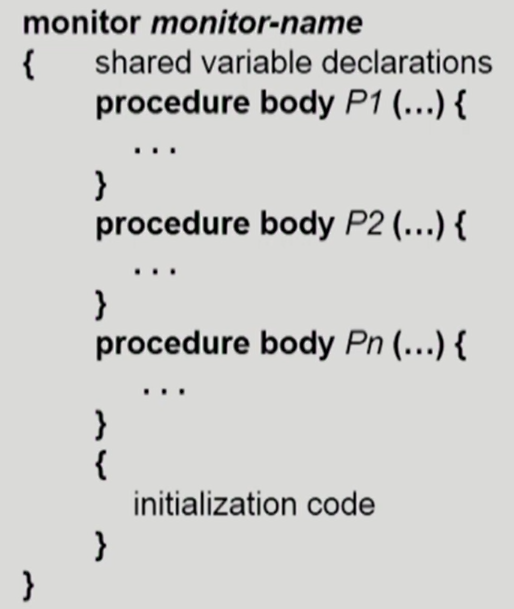 monitor monitor-name
{ shared variable declarations
procedure body P1 (...) {
...
}
procedure body P2 (...) {
...
}
procedure body Pn (...) {
...
}
{
initialization code
}
}